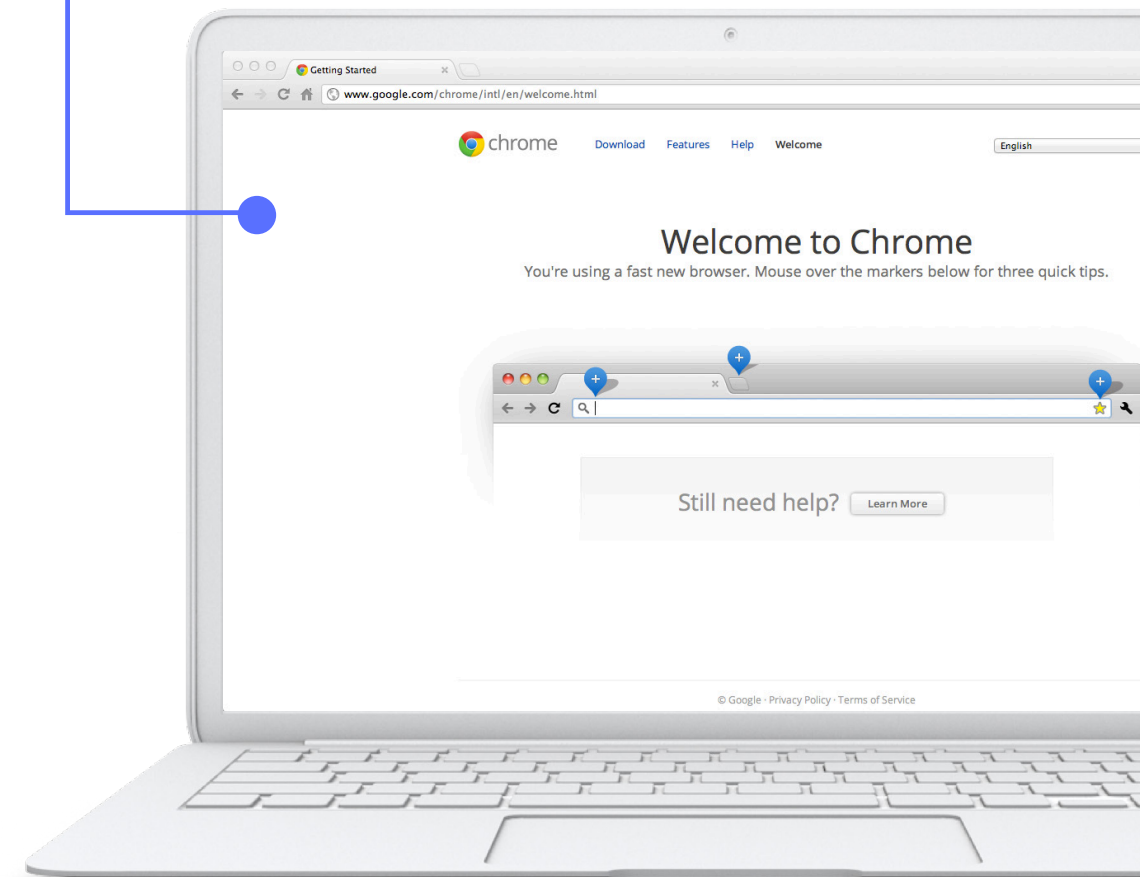 Getting Started
www.google.com/chrome/intl/en/welcome.html
chrome Download Features Help Welcome English
Welcome to Chrome
You're using a fast new browser. Mouse over the markers below for three quick tips.
Still need help? Learn More
© Google · Privacy Policy · Terms of Service